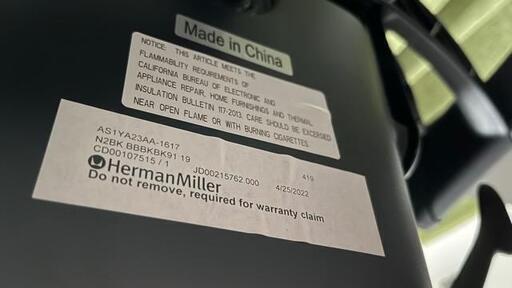 Made in China
NOTICE: THIS ARTICLE MEETS THE
FLAMMABILITY REQUIREMENTS OF
CALIFORNIA BUREAU OF ELECTRONIC AND
APPLIANCE REPAIR, HOME FURNISHINGS AND THERMAL
INSULATION BULLETIN 117-2013. CARE SHOULD BE EXCERSED
NEAR OPEN FLAME OR WITH BURNING CIGARETTES.
AS1YA23AA-1617
N2BK BBBKBK91 19
CD00107515 / 1 JD00215762.000 419
HermanMiller 4/25/2022
Do not remove, required for warranty claim